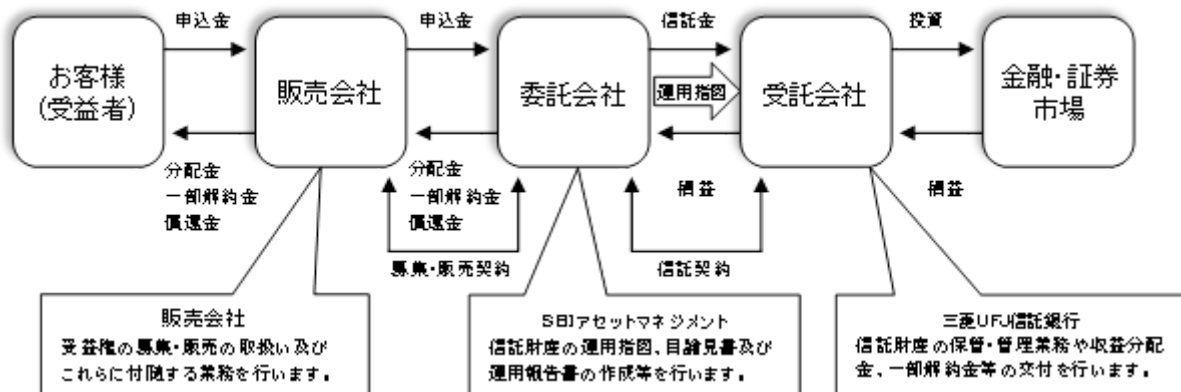 申込金
申込金
信託金
投資
お客様
(受益者)
販売会社
委託会社
運用指図
受託会社
金融・証券
市場
分配金
一部解約金
償還金
分配金
一部解約金
償還金
損益
損益
募集・販売契約
信託契約
販売会社
受益権の募集・販売の取扱い及び
これらに付随する業務を行います。
SBIアセットマネジメント
信託財産の運用指図、目論見書及び
運用報告書の作成等を行います。
三菱UFJ信託銀行
信託財産の保管・管理業務や収益分配
金、一部解約金等の交付を行います。